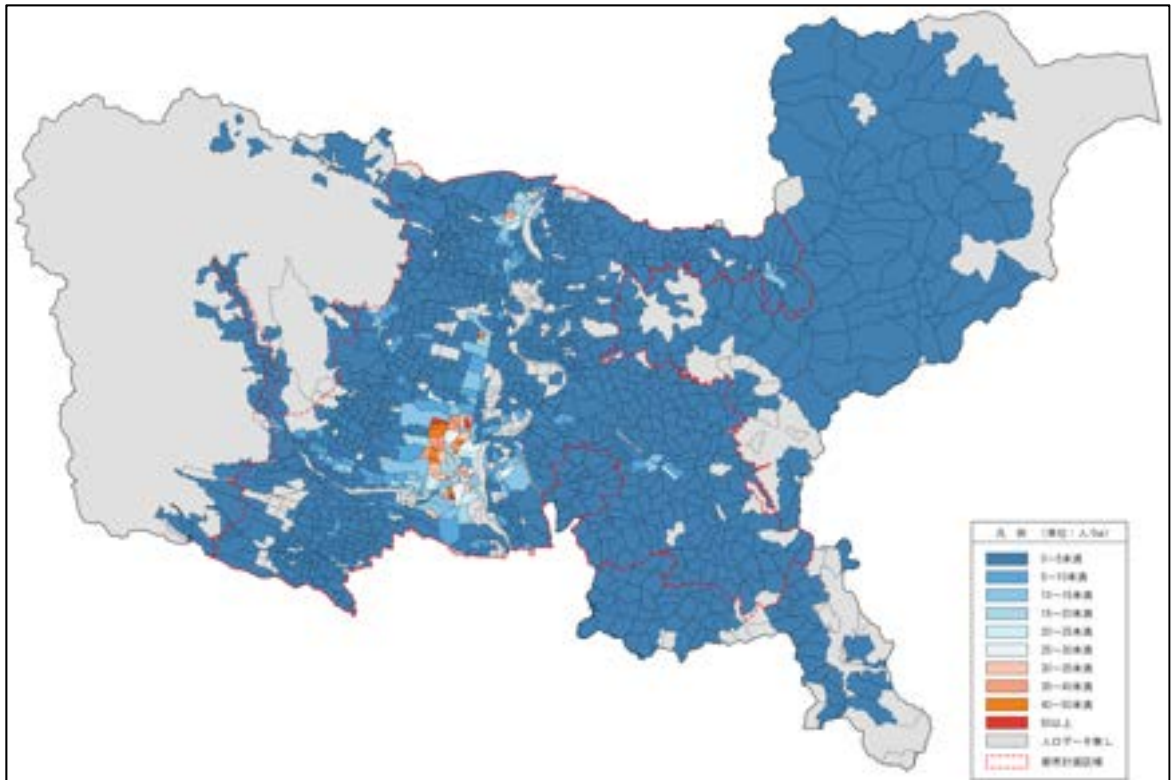 凡 例 (単位：人/ha)
0～5未満
5～10未満
10～15未満
15～20未満
20～25未満
25～30未満
30～35未満
35～40未満
40～50未満
50以上
人口データ無し
都市計画区域